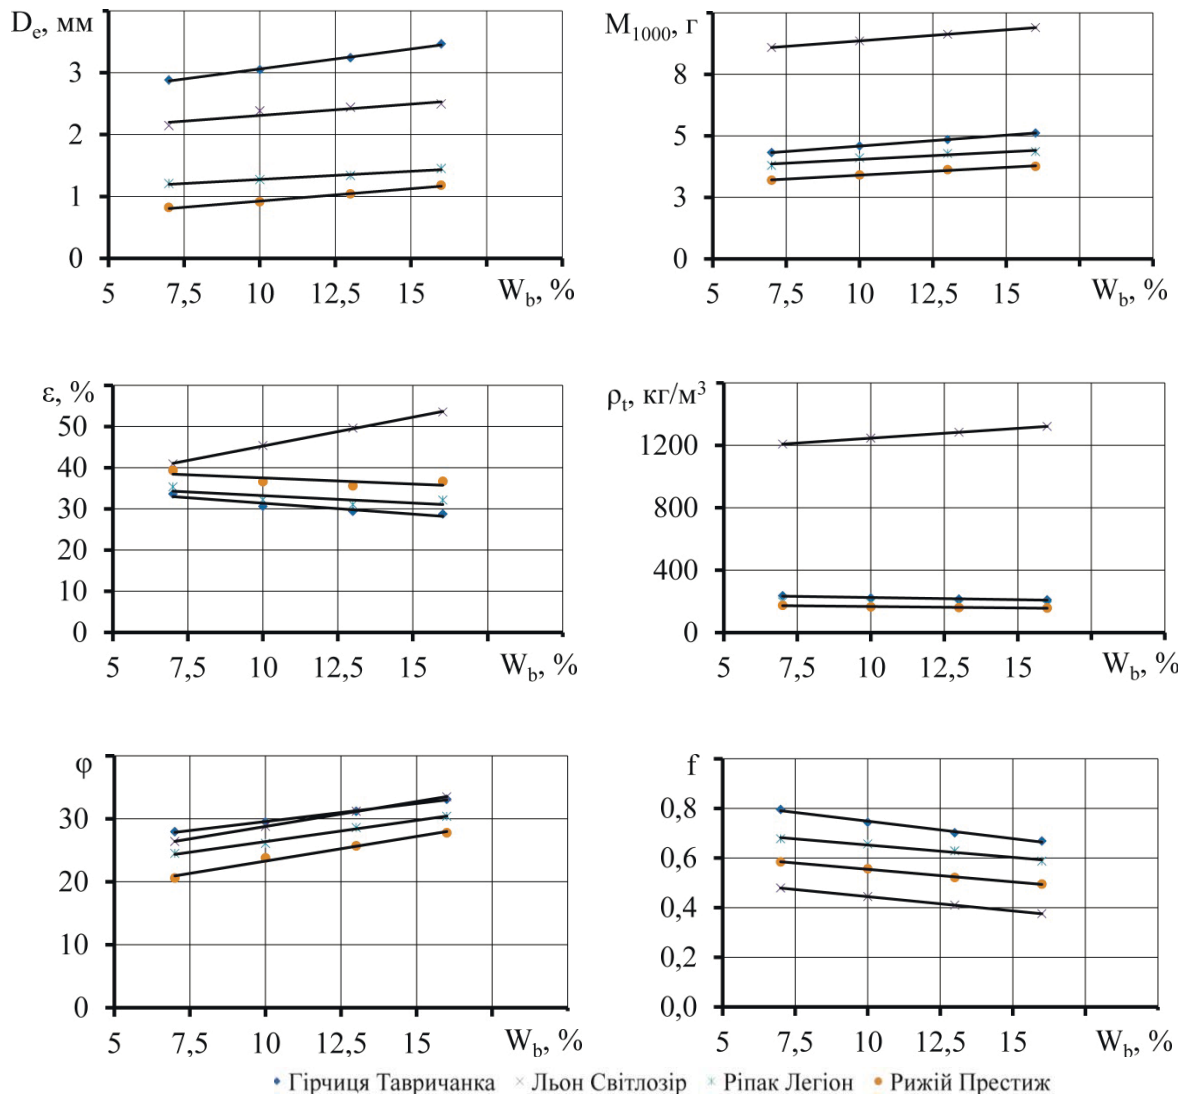 D_e, мм
3
2
1
0
5 7,5 10 12,5 15 W_b, %
M_1000, г
8
5
3
0
5 7,5 10 12,5 15 W_b, %
ε, %
50
40
30
20
10
0
5 7,5 10 12,5 15 W_b, %
ρ_t, кг/м³
1200
800
400
0
5 7,5 10 12,5 15 W_b, %
φ
30
20
10
0
5 7,5 10 12,5 15 W_b, %
f
0,8
0,6
0,4
0,2
0,0
5 7,5 10 12,5 15 W_b, %
Гірчиця Тавричанка Льон Світлозір Ріпак Легіон Рижій Престиж